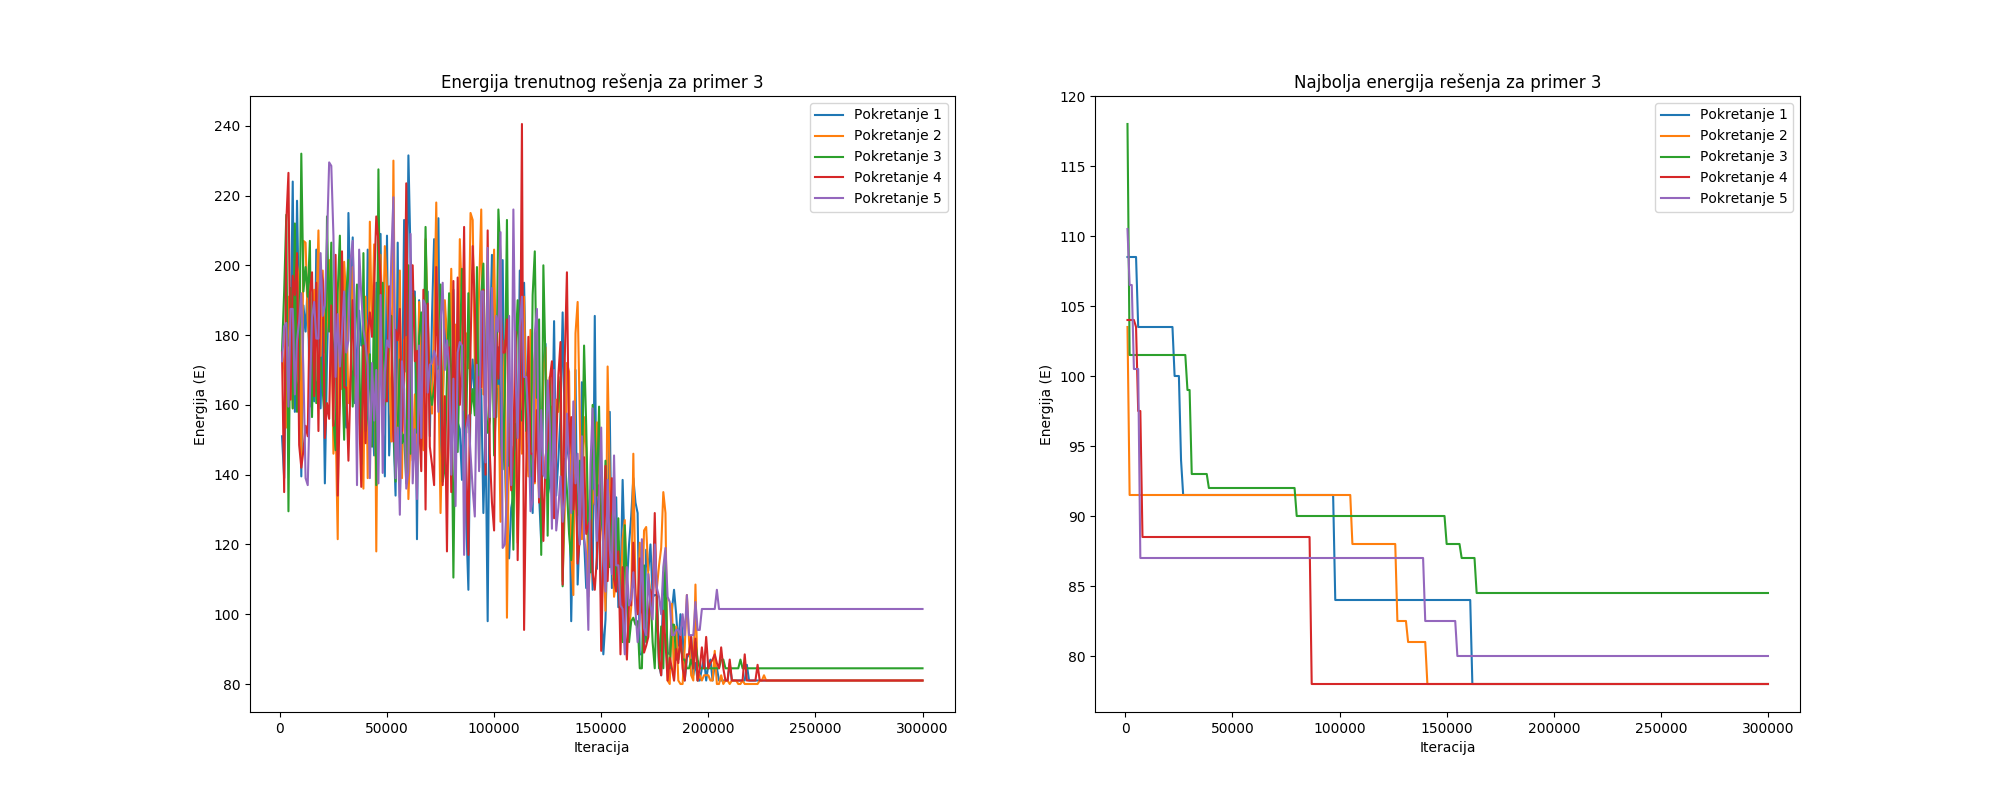 Energija trenutnog rešenja za primer 3
Energija (E)
240
220
200
180
160
140
120
100
80
0
50000
100000
150000
200000
250000
300000
Iteracija
Pokretanje 1
Pokretanje 2
Pokretanje 3
Pokretanje 4
Pokretanje 5
Najbolja energija rešenja za primer 3
Energija (E)
120
115
110
105
100
95
90
85
80
0
50000
100000
150000
200000
250000
300000
Iteracija
Pokretanje 1
Pokretanje 2
Pokretanje 3
Pokretanje 4
Pokretanje 5